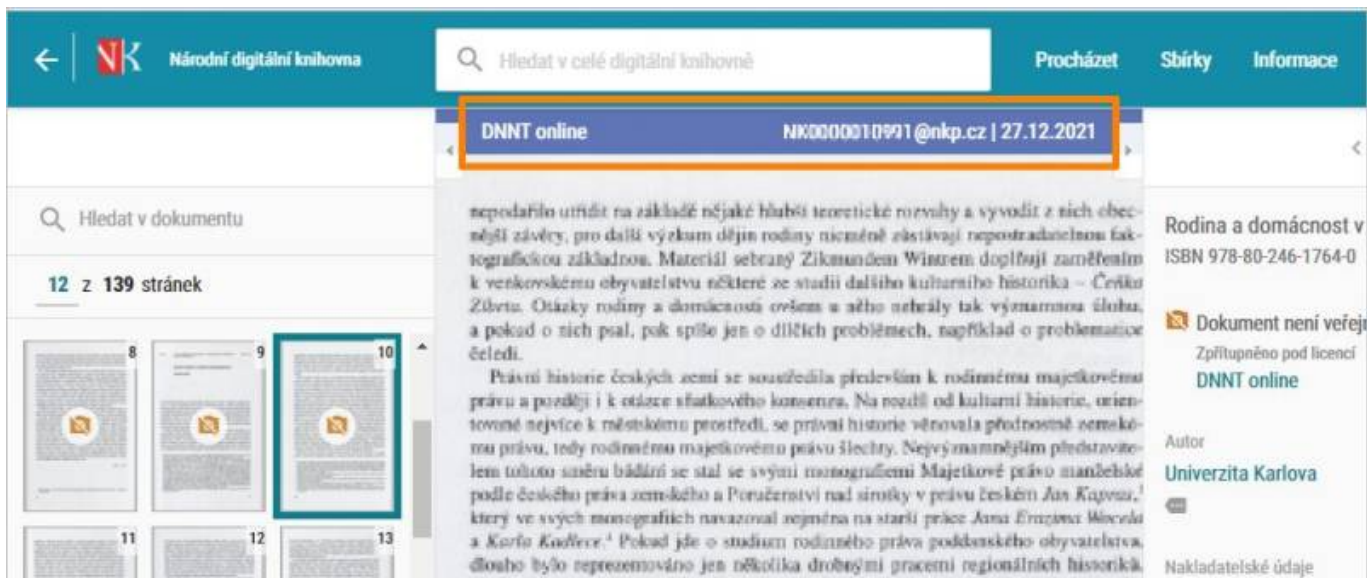 NK Národní digitální knihovna
Hledat v celé digitální knihovně
Procházet Sbírky Informace
DNNT online NK0000010991@nkp.cz | 27.12.2021
Hledat v dokumentu
12 z 139 stránek
8 9 10
11 12 13
nepodařilo utřídit na základě nějaké hlubší teoretické rozvahy a vyvodit z nich obec-
nější závěry, pro další výzkum dějin rodiny nicméně zůstávají nepostradatelnou fak-
tografickou základnou. Materiál sebraný Zikmundem Wintrem doplňují zaměřením
k venkovskému obyvatelstvu některé ze studií dalšího kulturního historika – Čeňka
Zíbrta. Otázky rodiny a domácnosti ovšem u něho nehrály tak významnou úlohu,
a pokud o nich psal, pak spíše jen o dílčích problémech, například o problematice
čeledi.
Právní historie českých zemí se soustředila především k rodinnému majetkovému
právu a později i k otázce sňatkového konsenzu. Na rozdíl od kulturní historie, orien-
tované nejvíce k městskému prostředí, se právní historie věnovala přednostně zemské-
mu právu, tedy rodinnému majetkovému právu šlechty. Nejvýznamnějším představite-
lem tohoto směru bádání se stal se svými monografiemi Majetkové právo manželské
podle českého práva zemského a Poručenství nad sirotky v právu českém Jan Kapras,³
který ve svých monografiích navazoval zejména na starší práce Jana Erazima Wocela
a Karla Kadlece.⁴ Pokud jde o studium rodinného práva poddanského obyvatelstva,
dlouho bylo reprezentováno jen několika drobnými pracemi regionálních historiků,
Rodina a domácnost v
ISBN 978-80-246-1764-0
Dokument není veřej
Zpřítupněno pod licencí
DNNT online
Autor
Univerzita Karlova
Nakladatelské údaje